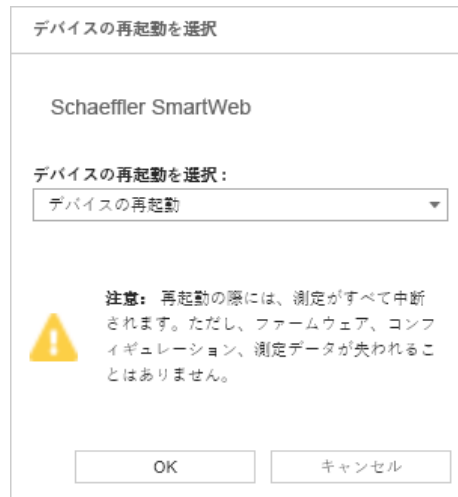 デバイスの再起動を選択
Schaeffler SmartWeb
デバイスの再起動を選択：
デバイスの再起動
注意： 再起動の際には、測定がすべて中断
されます。ただし、ファームウェア、コンフ
ィギュレーション、測定データが失われるこ
とはありません。
OK
キャンセル